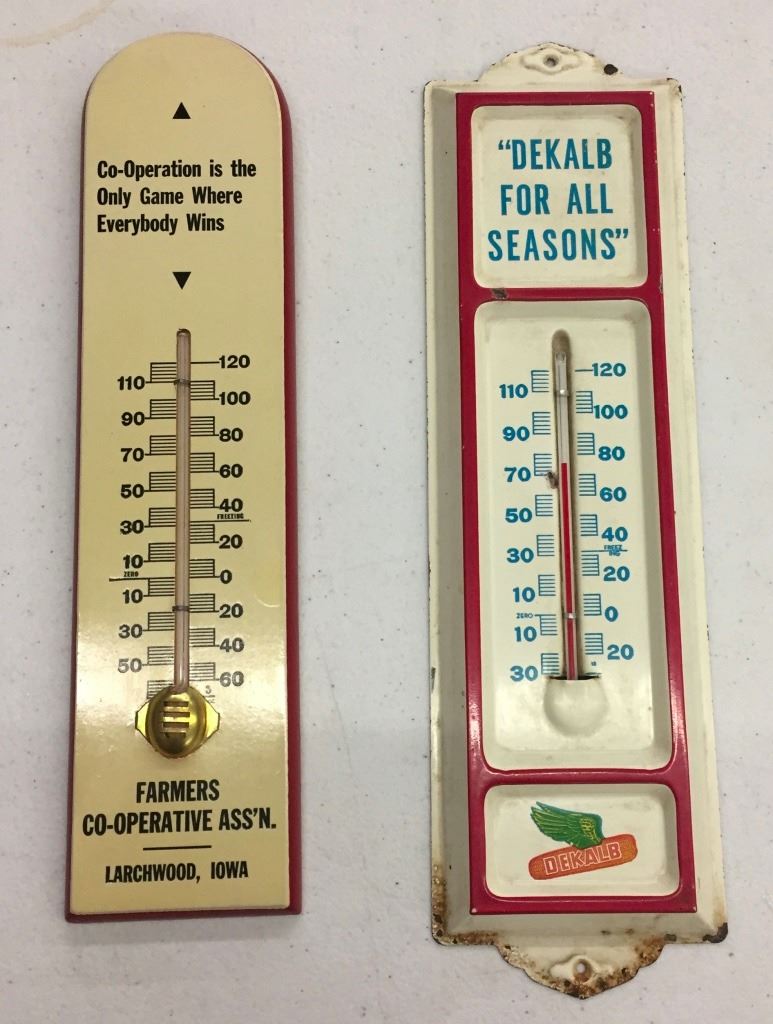 Co-Operation is the
Only Game Where
Everybody Wins
120
110
100
90
80
70
60
50
40
FREEZING
30
20
10
ZERO
0
10
20
30
40
50
60
FARMERS
CO-OPERATIVE ASS'N.
LARCHWOOD, IOWA
"DEKALB
FOR ALL
SEASONS"
120
110
100
90
80
70
60
50
40
FREEZ
ING
30
20
10
ZERO
0
10
20
30
DEKALB